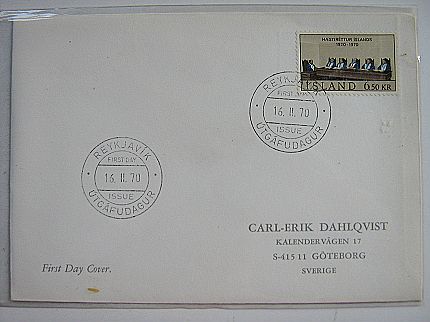 HÆSTIRÉTTUR ÍSLANDS
1920-1970
ÍSLAND 6.50 KR
REYKJAVÍK
FIRST DAY
16. II. 70
ISSUE
ÚTGÁFUDAGUR
REYKJAVÍK
FIRST DAY
16. II. 70
ISSUE
ÚTGÁFUDAGUR
CARL-ERIK DAHLQVIST
KALENDERVÄGEN 17
S-415 11 GÖTEBORG
SVERIGE
First Day Cover.